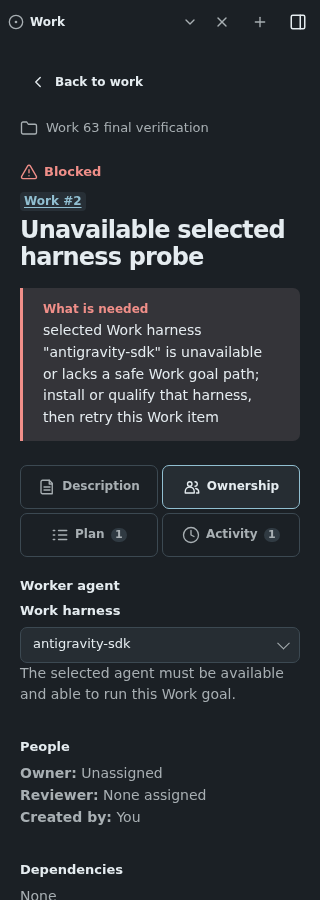 Work
Back to work
Work 63 final verification
Blocked
Work #2
Unavailable selected
harness probe
What is needed
selected Work harness
"antigravity-sdk" is unavailable
or lacks a safe Work goal path;
install or qualify that harness,
then retry this Work item
Description
Ownership
Plan 1
Activity 1
Worker agent
Work harness
antigravity-sdk
The selected agent must be available
and able to run this Work goal.
People
Owner: Unassigned
Reviewer: None assigned
Created by: You
Dependencies
None